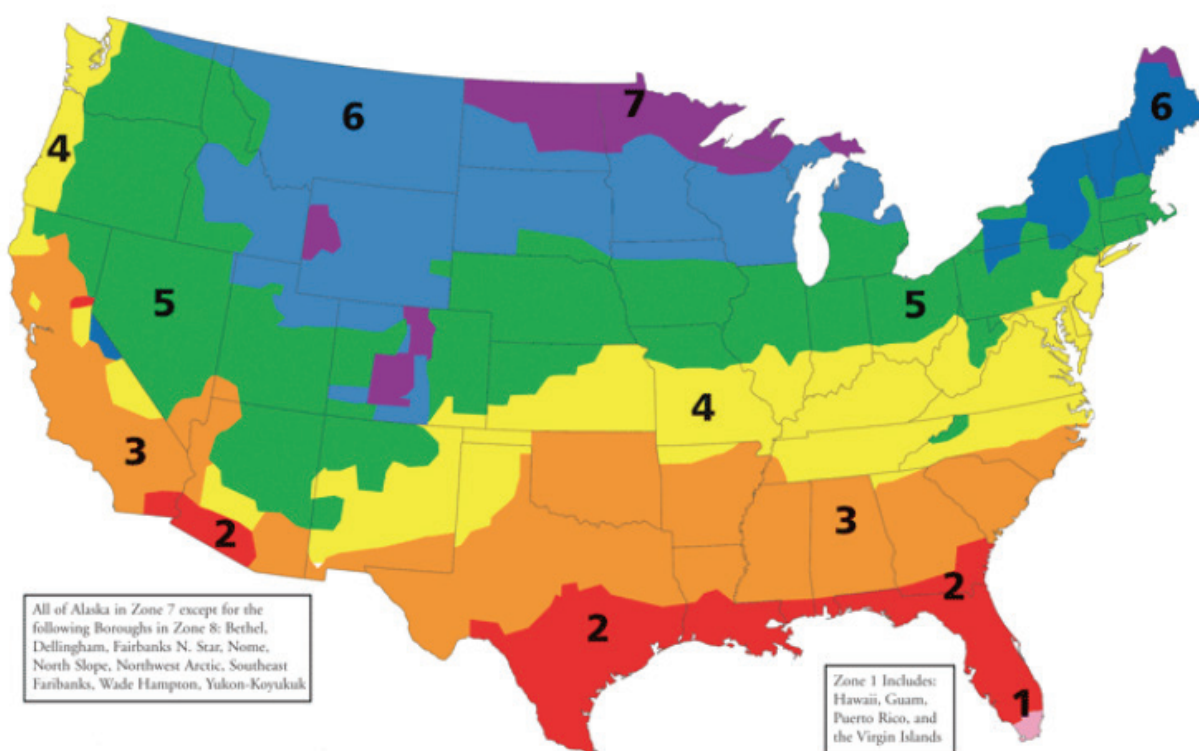 7
6
6
4
5
5
4
3
3
2
2
2
1
All of Alaska in Zone 7 except for the
following Boroughs in Zone 8: Bethel,
Dellingham, Fairbanks N. Star, Nome,
North Slope, Northwest Arctic, Southeast
Faribanks, Wade Hampton, Yukon-Koyukuk
Zone 1 Includes:
Hawaii, Guam,
Puerto Rico, and
the Virgin Islands